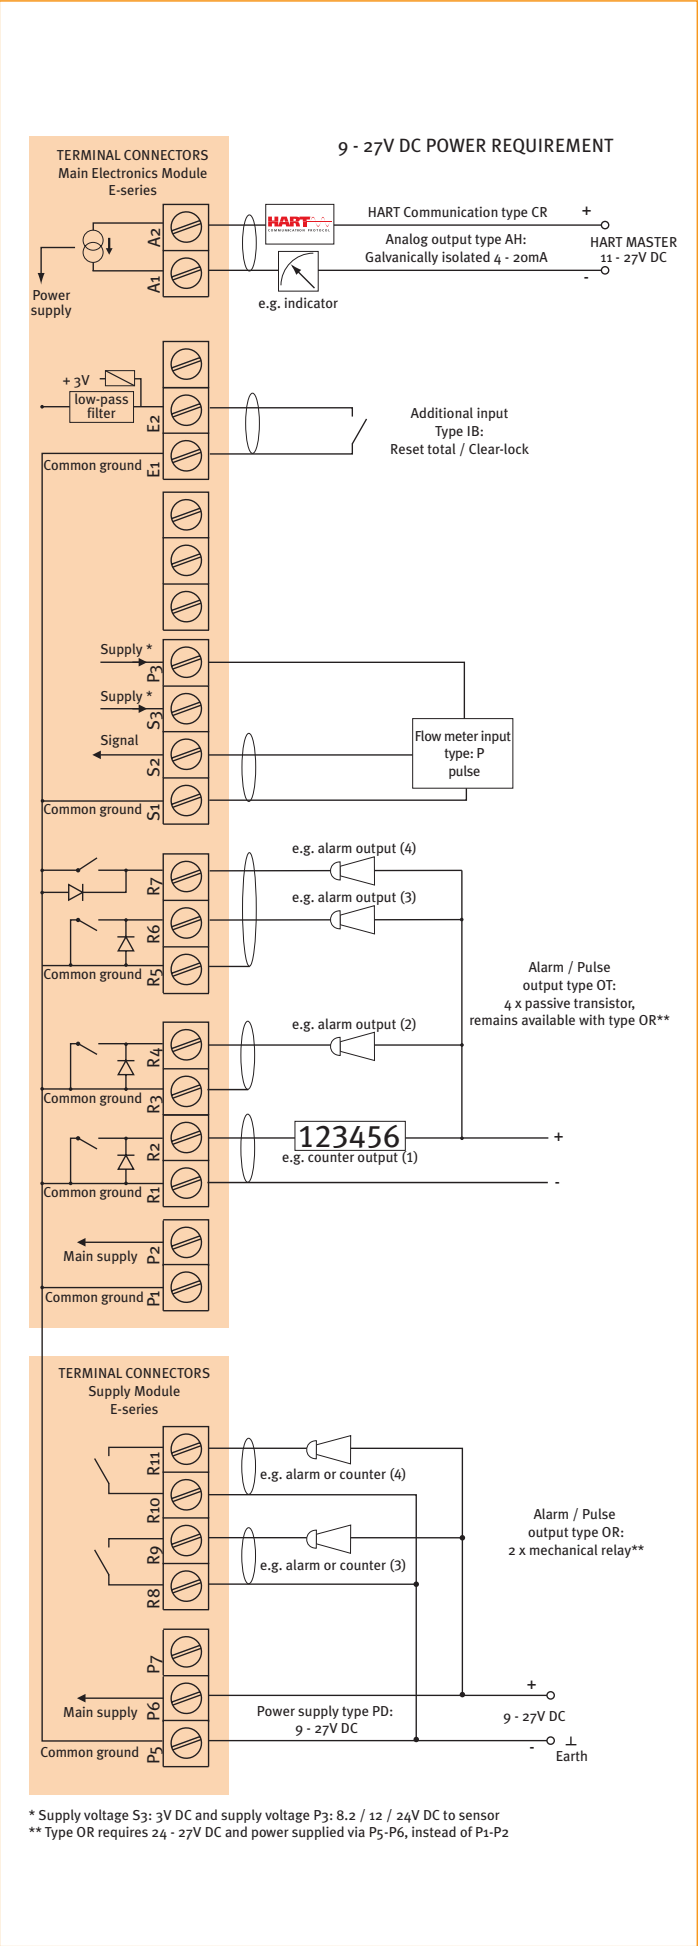 9 - 27V DC POWER REQUIREMENT
TERMINAL CONNECTORS
Main Electronics Module
E-series
A2
A1
Power
supply
HART
COMMUNICATION PROTOCOL
HART Communication type CR
+
Analog output type AH:
Galvanically isolated 4 - 20mA
HART MASTER
11 - 27V DC
-
e.g. indicator
+ 3V
low-pass
filter
E2
Common ground
E1
Additional input
Type IB:
Reset total / Clear-lock
Supply *
P3
Supply *
S3
Signal
S2
Common ground
S1
Flow meter input
type: P
pulse
e.g. alarm output (4)
R7
e.g. alarm output (3)
R6
Common ground
R5
Alarm / Pulse
output type OT:
4 x passive transistor,
remains available with type OR**
e.g. alarm output (2)
R4
Common ground
R3
R2
123456
e.g. counter output (1)
+
Common ground
R1
-
Main supply
P2
Common ground
P1
TERMINAL CONNECTORS
Supply Module
E-series
R11
e.g. alarm or counter (4)
R10
R9
e.g. alarm or counter (3)
R8
Alarm / Pulse
output type OR:
2 x mechanical relay**
P7
Main supply
P6
Power supply type PD:
9 - 27V DC
+
9 - 27V DC
-
Earth
Common ground
P5
* Supply voltage S3: 3V DC and supply voltage P3: 8.2 / 12 / 24V DC to sensor
** Type OR requires 24 - 27V DC and power supplied via P5-P6, instead of P1-P2